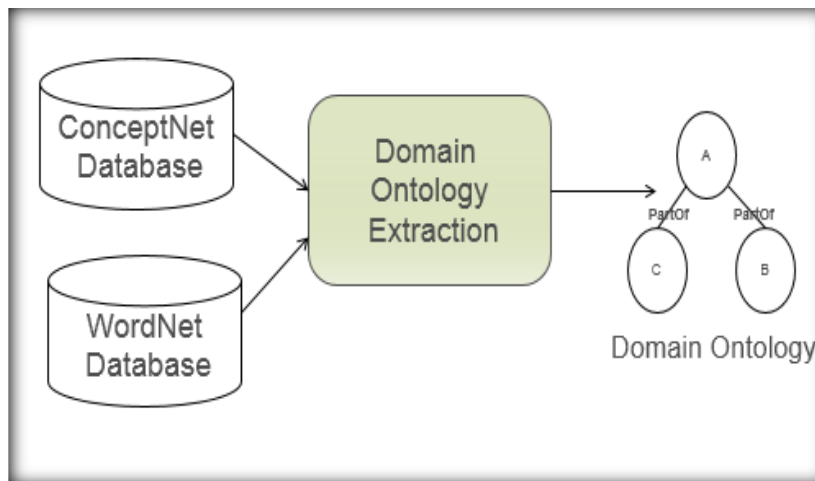 ConceptNet
Database
Domain
Ontology
Extraction
A
PartOf
PartOf
C
B
WordNet
Database
Domain Ontology